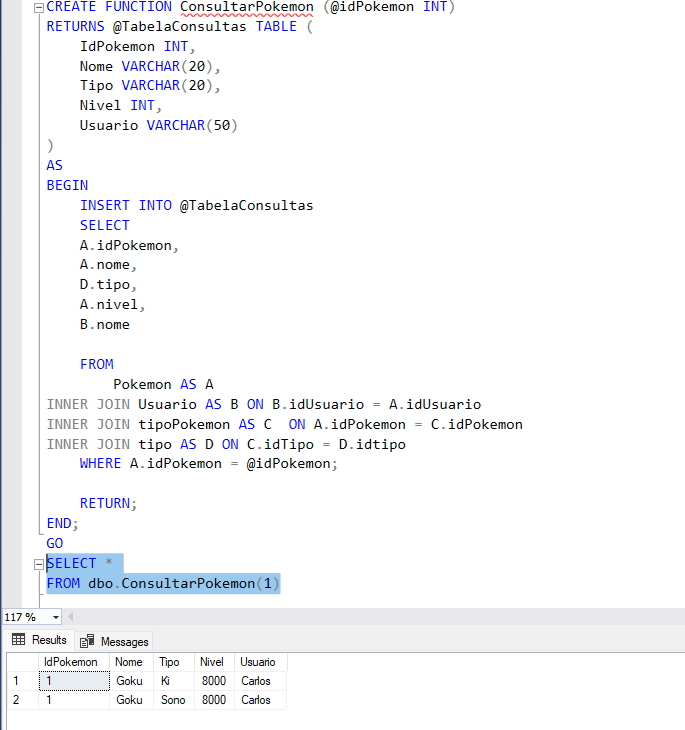 CREATE FUNCTION ConsultarPokemon (@idPokemon INT)
RETURNS @TabelaConsultas TABLE (
IdPokemon INT,
Nome VARCHAR(20),
Tipo VARCHAR(20),
Nivel INT,
Usuario VARCHAR(50)
)
AS
BEGIN
INSERT INTO @TabelaConsultas
SELECT
A.idPokemon,
A.nome,
D.tipo,
A.nivel,
B.nome
FROM
Pokemon AS A
INNER JOIN Usuario AS B ON B.idUsuario = A.idUsuario
INNER JOIN tipoPokemon AS C  ON A.idPokemon = C.idPokemon
INNER JOIN tipo AS D ON C.idTipo = D.idtipo
WHERE A.idPokemon = @idPokemon;
RETURN;
END;
GO
SELECT *
FROM dbo.ConsultarPokemon(1)
117 %
Results Messages
IdPokemon Nome Tipo Nivel Usuario
1 1 Goku Ki 8000 Carlos
2 1 Goku Sono 8000 Carlos